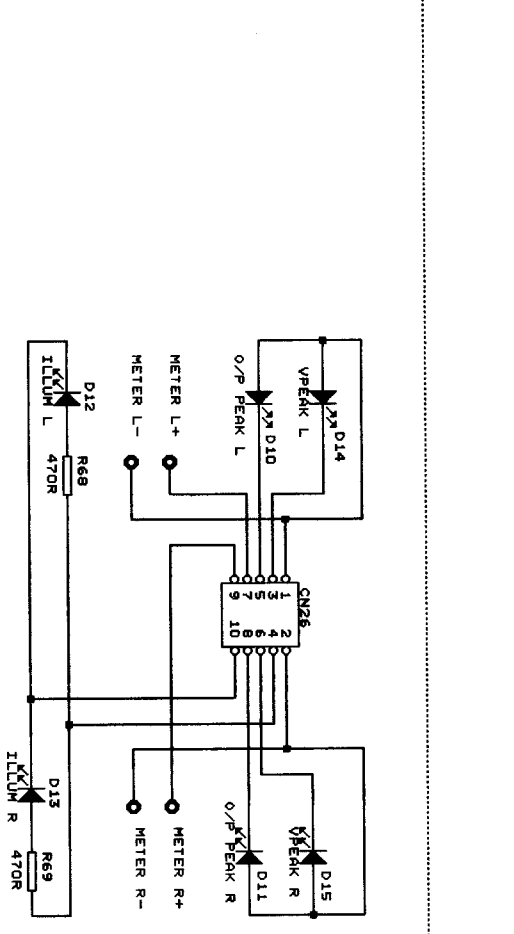 D14
VPEAK L
D10
O/P PEAK L
METER L+
METER L-
D12
ILLUM L
R68
470R
CN26
1
3
5
7
9
2
4
6
8
10
D15
VPEAK R
D11
O/P PEAK R
METER R+
METER R-
D13
ILLUM R
R69
470R